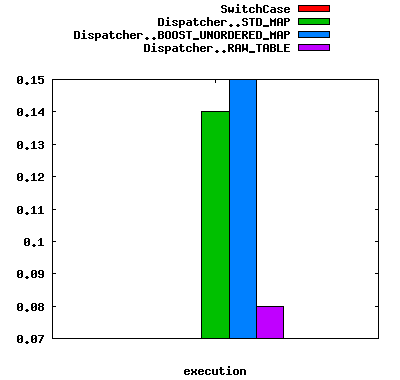 SwitchCase
Dispatcher..STD_MAP
Dispatcher..BOOST_UNORDERED_MAP
Dispatcher..RAW_TABLE
0.15
0.14
0.13
0.12
0.11
0.1
0.09
0.08
0.07
execution